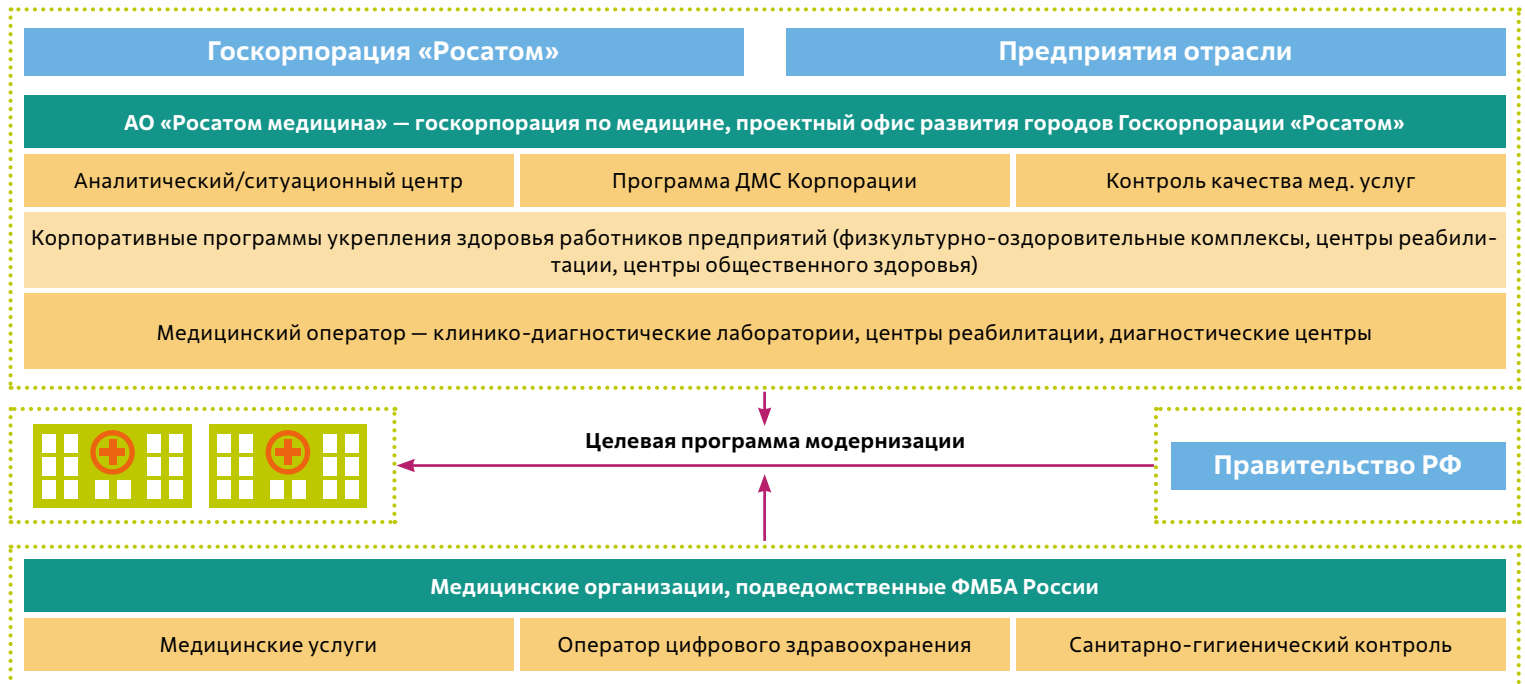 Госкорпорация «Росатом»
Предприятия отрасли
АО «Росатом медицина» — госкорпорация по медицине, проектный офис развития городов Госкорпорации «Росатом»
Аналитический/ситуационный центр
Программа ДМС Корпорации
Контроль качества мед. услуг
Корпоративные программы укрепления здоровья работников предприятий (физкультурно-оздоровительные комплексы, центры реабили-
тации, центры общественного здоровья)
Медицинский оператор — клинико-диагностические лаборатории, центры реабилитации, диагностические центры
Целевая программа модернизации
Правительство РФ
Медицинские организации, подведомственные ФМБА России
Медицинские услуги
Оператор цифрового здравоохранения
Санитарно-гигиенический контроль